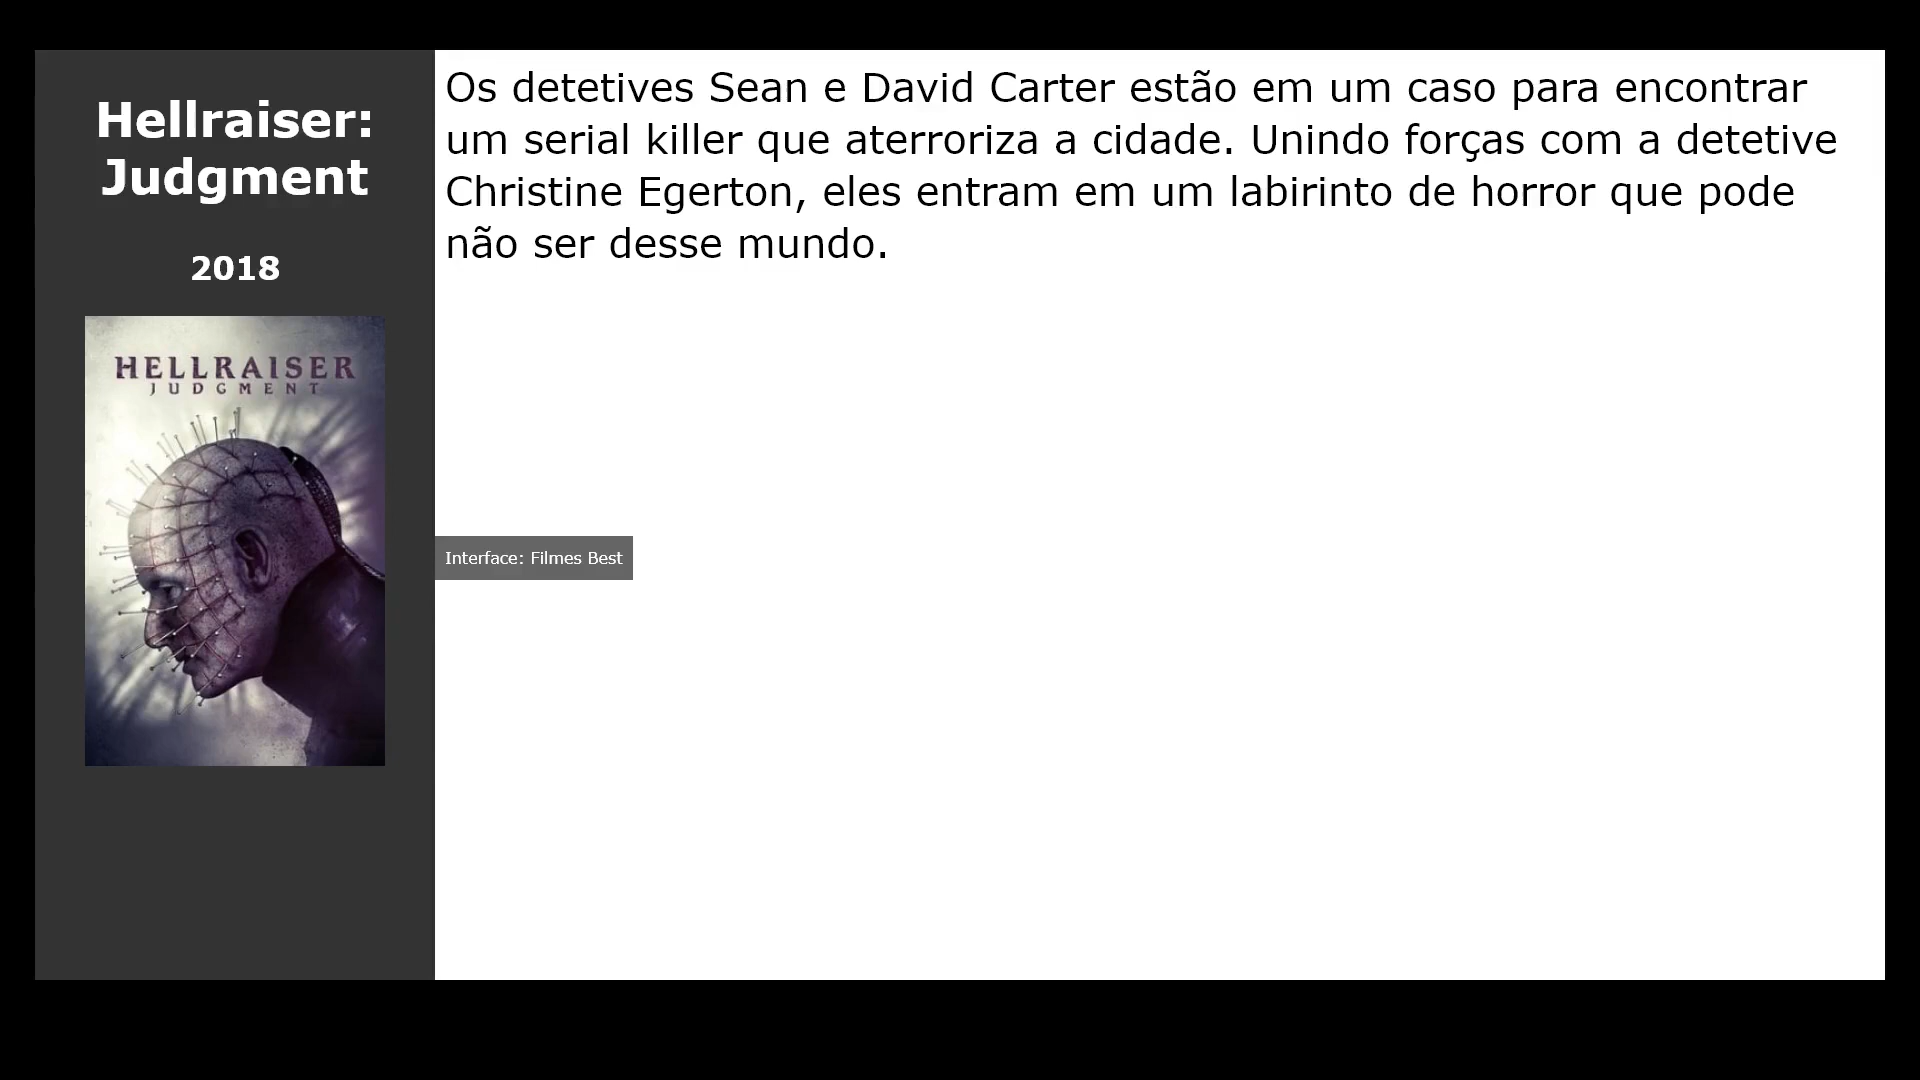 Hellraiser:
Judgment
2018
HELLRAISER
JUDGMENT
Os detetives Sean e David Carter estão em um caso para encontrar
um serial killer que aterroriza a cidade. Unindo forças com a detetive
Christine Egerton, eles entram em um labirinto de horror que pode
não ser desse mundo.
Interface: Filmes Best